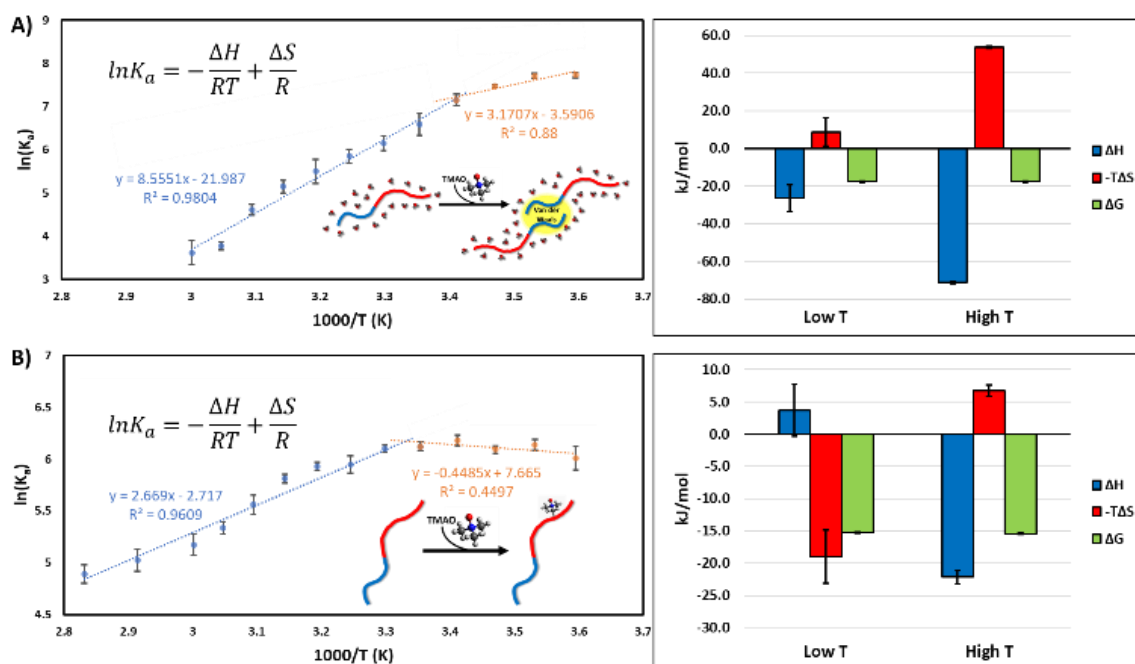 A)
9
8
7
6
5
4
3
ln(Kₐ)
lnKₐ = −ΔH/RT + ΔS/R
y = 3.1707x - 3.5906
R² = 0.88
y = 8.5551x - 21.987
R² = 0.9804
TMAO
Van der
Waals
2.8 2.9 3 3.1 3.2 3.3 3.4 3.5 3.6 3.7
1000/T (K)
60.0
40.0
20.0
0.0
-20.0
-40.0
-60.0
-80.0
kJ/mol
Low T High T
ΔH
-TΔS
ΔG
B)
7
6.5
6
5.5
5
4.5
ln(Kₐ)
lnKₐ = −ΔH/RT + ΔS/R
y = 2.669x - 2.717
R² = 0.9609
y = -0.4485x + 7.665
R² = 0.4497
TMAO
2.8 2.9 3 3.1 3.2 3.3 3.4 3.5 3.6 3.7
1000/T (K)
10.0
5.0
0.0
-5.0
-10.0
-15.0
-20.0
-25.0
-30.0
kJ/mol
Low T High T
ΔH
-TΔS
ΔG